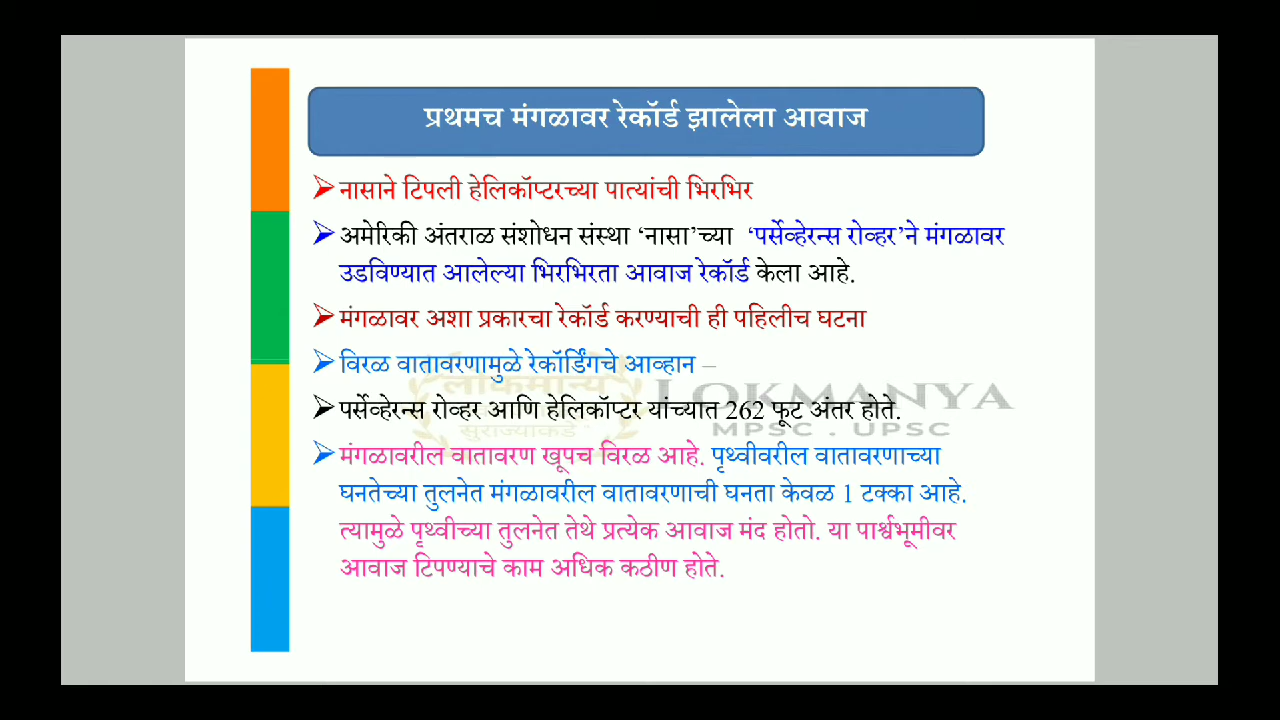 प्रथमच मंगळावर रेकॉर्ड झालेला आवाज
नासाने टिपली हेलिकॉप्टरच्या पात्यांची भिरभिर
अमेरिकी अंतराळ संशोधन संस्था ‘नासा’च्या ‘पर्सेव्हेरन्स रोव्हर’ने मंगळावर
उडविण्यात आलेल्या भिरभिरता आवाज रेकॉर्ड केला आहे.
मंगळावर अशा प्रकारचा रेकॉर्ड करण्याची ही पहिलीच घटना
विरळ वातावरणामुळे रेकॉर्डिंगचे आव्हान –
लोकमान्य
LOKMANYA
पर्सेव्हेरन्स रोव्हर आणि हेलिकॉप्टर यांच्यात 262 फूट अंतर होते.
सुराज्याकडे
MPSC . UPSC
मंगळावरील वातावरण खूपच विरळ आहे. पृथ्वीवरील वातावरणाच्या
घनतेच्या तुलनेत मंगळावरील वातावरणाची घनता केवळ 1 टक्का आहे.
त्यामुळे पृथ्वीच्या तुलनेत तेथे प्रत्येक आवाज मंद होतो. या पार्श्वभूमीवर
आवाज टिपण्याचे काम अधिक कठीण होते.